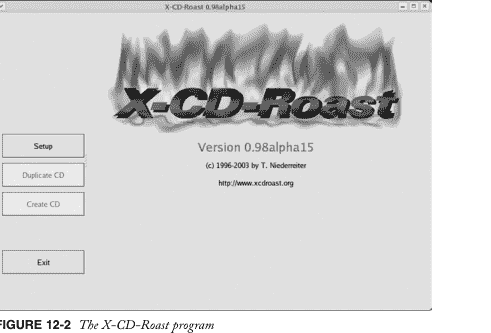 X-CD-Roast 0.98alpha15
X-CD-Roast
Version 0.98alpha15
(c) 1996-2003 by T. Niederreiter
http://www.xcdroast.org
Setup
Duplicate CD
Create CD
Exit
FIGURE 12-2 The X-CD-Roast program